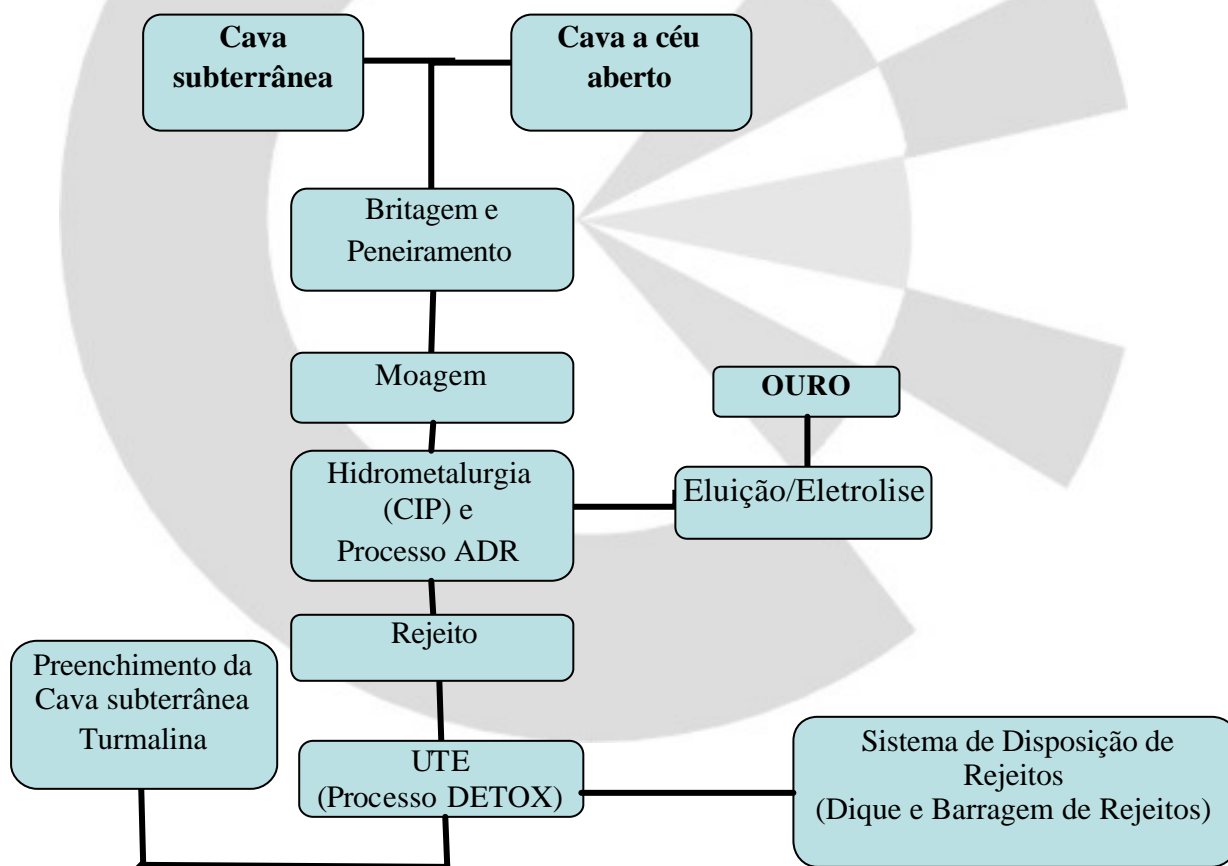 Cava
subterrânea
Cava a céu
aberto
Britagem e
Peneiramento
Moagem
OURO
Hidrometalurgia
(CIP) e
Processo ADR
Eluição/Eletrolise
Rejeito
Preenchimento da
Cava subterrânea
Turmalina
UTE
(Processo DETOX)
Sistema de Disposição de
Rejeitos
(Dique e Barragem de Rejeitos)